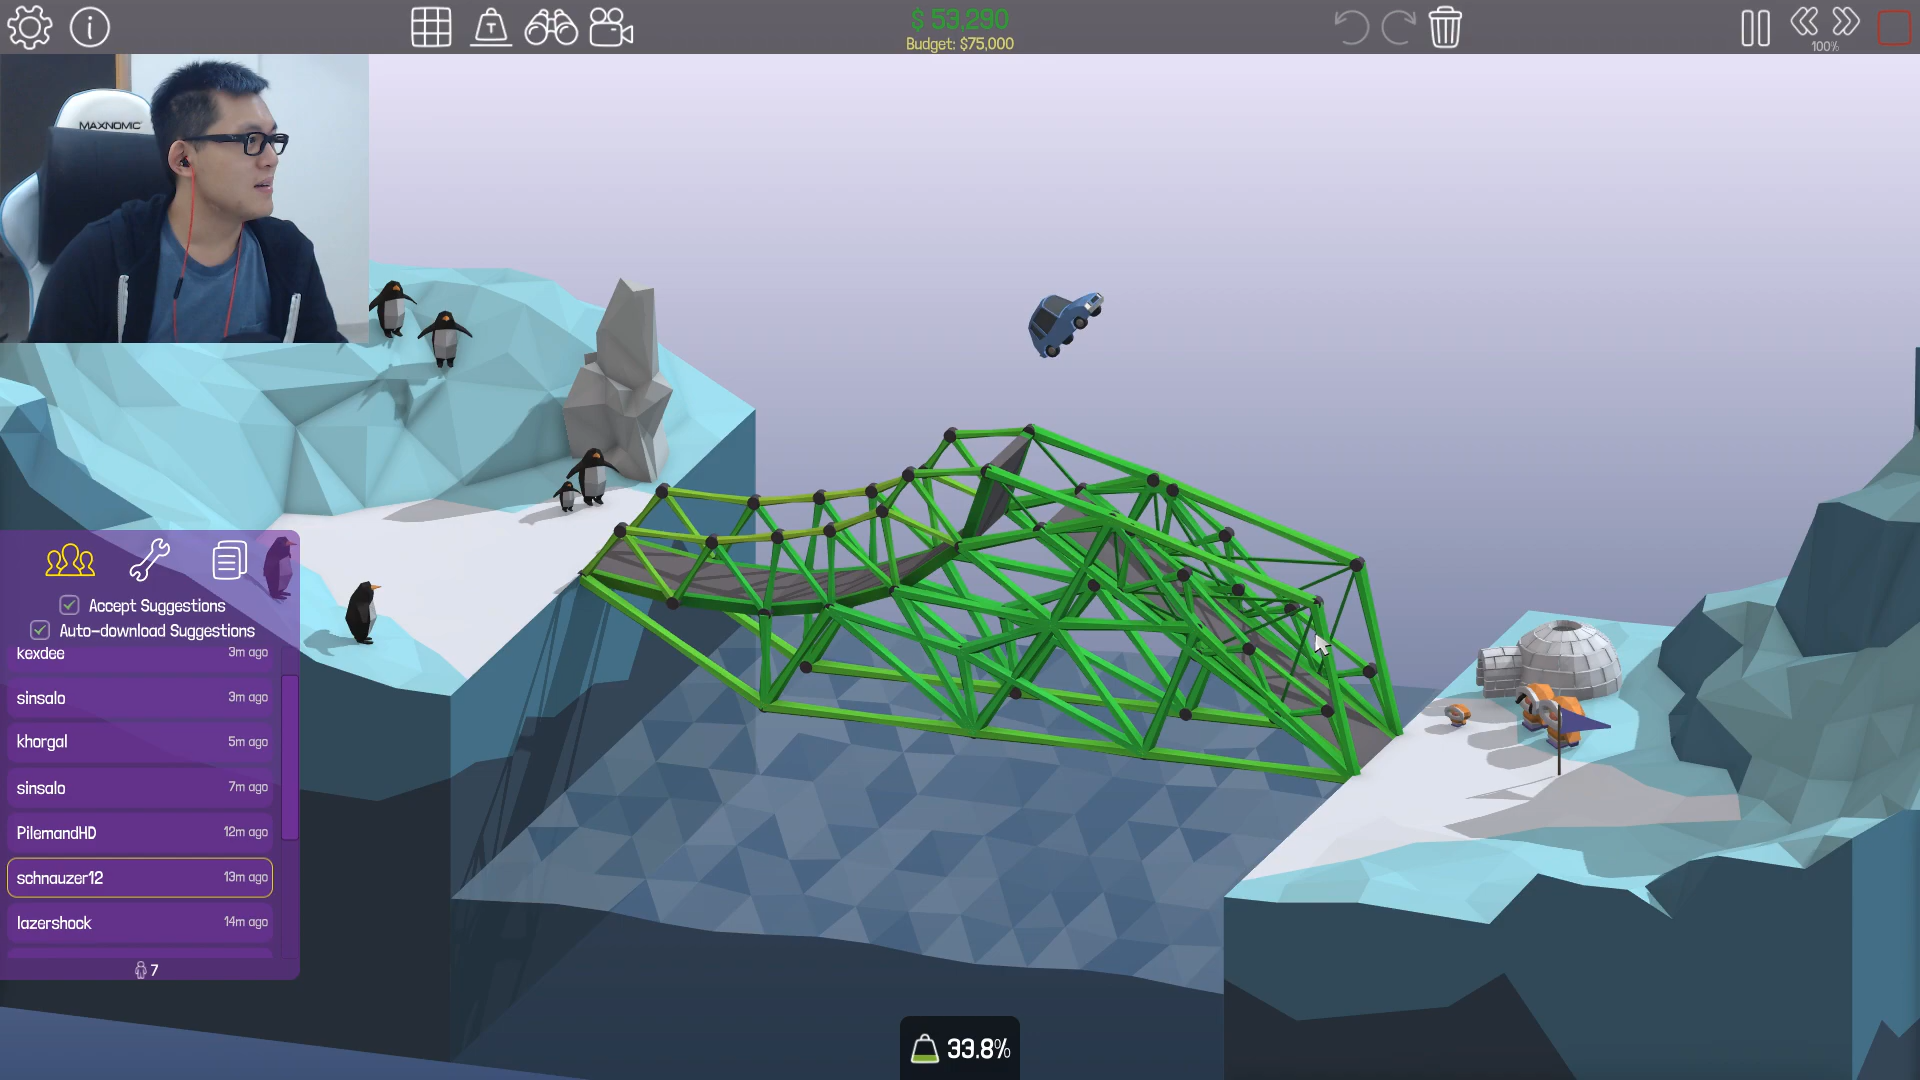 $ 53,290
Budget: $75,000
100%
MAXNOMIC
T
Accept Suggestions
Auto-download Suggestions
kexdee 3m ago
sinsalo 3m ago
khorgal 5m ago
sinsalo 7m ago
PilemandHD 12m ago
schnauzer12 13m ago
lazershock 14m ago
7
33.8%